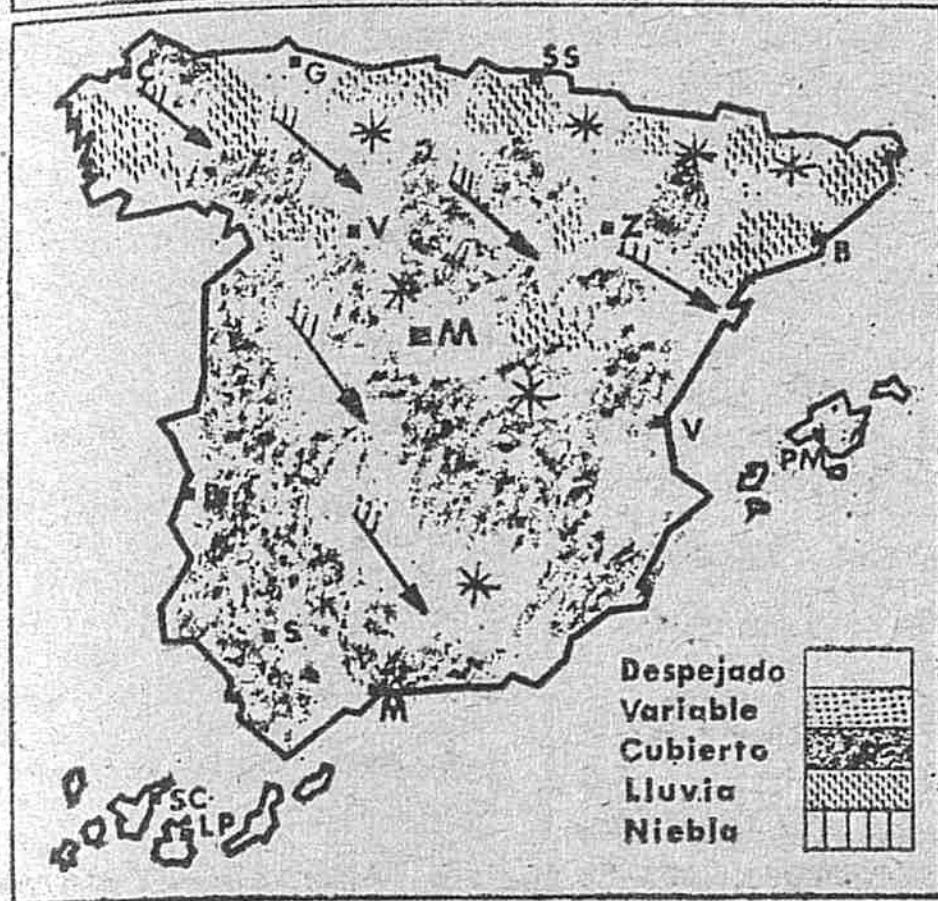 C
G
SS
V
Z
B
M
V
PM
B
S
M
SC
LP
Despejado
Variable
Cubierto
Lluvia
Niebla